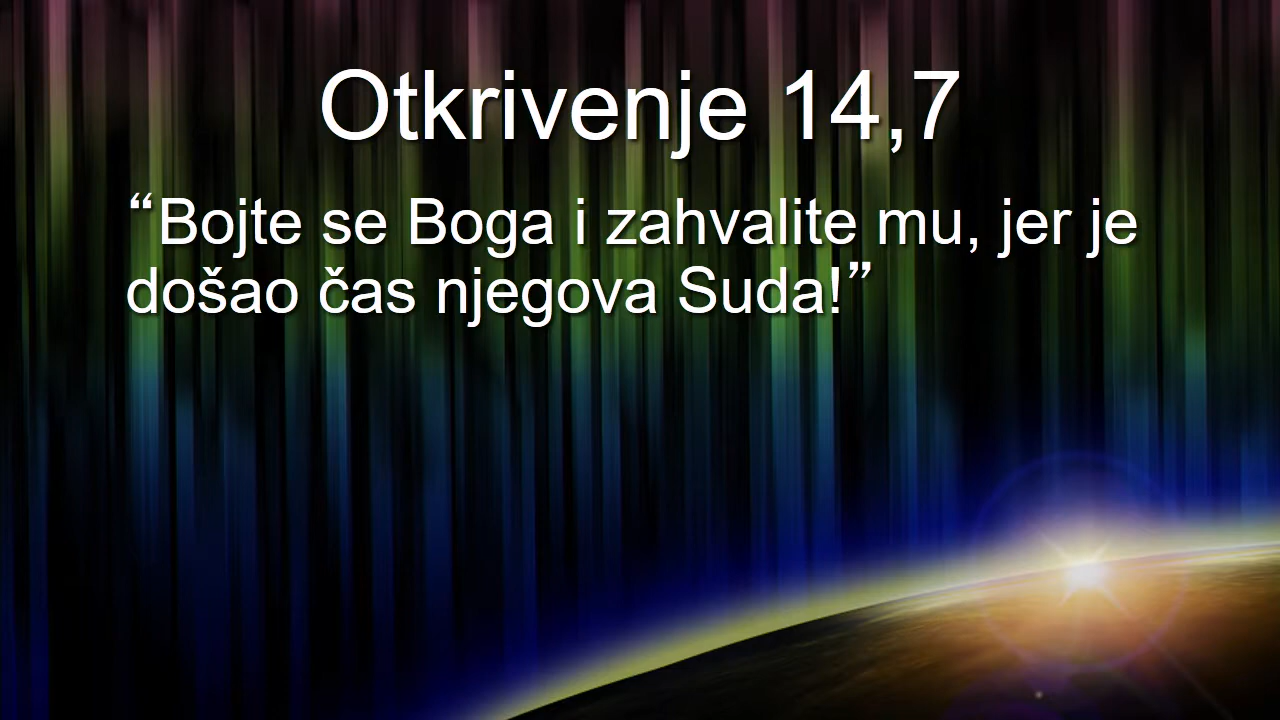 Otkrivenje 14,7
“Bojte se Boga i zahvalite mu, jer je
došao čas njegova Suda!”